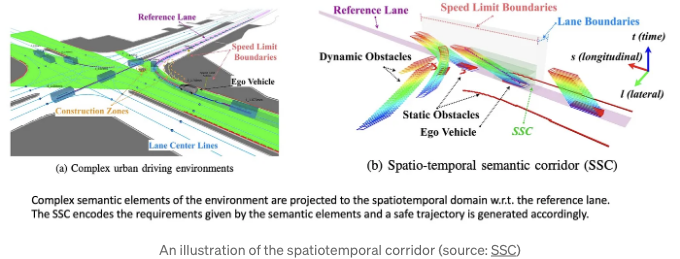 Reference Lane
Speed Limit
Boundaries
Ego Vehicle
Construction Zones
Lane Center Lines
(a) Complex urban driving environments
Reference Lane
Speed Limit Boundaries
Lane Boundaries
t (time)
s (longitudinal)
l (lateral)
Dynamic Obstacles
Static Obstacles
Ego Vehicle
SSC
(b) Spatio-temporal semantic corridor (SSC)
Complex semantic elements of the environment are projected to the spatiotemporal domain w.r.t. the reference lane.
The SSC encodes the requirements given by the semantic elements and a safe trajectory is generated accordingly.
An illustration of the spatiotemporal corridor (source: SSC)